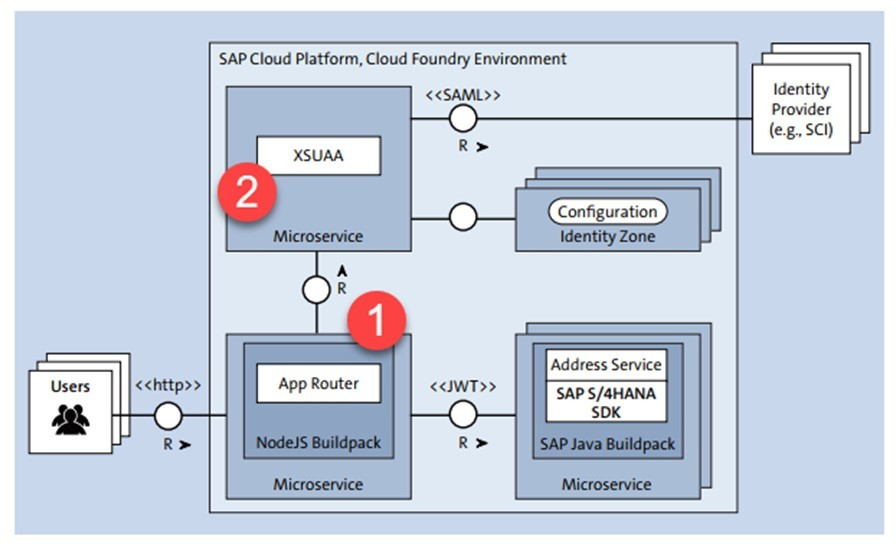 SAP Cloud Platform, Cloud Foundry Environment
<<SAML>>
R
Identity
Provider
(e.g., SCI)
XSUAA
2
Microservice
Configuration
Identity Zone
R
1
Users
<<http>>
R
App Router
NodeJS Buildpack
Microservice
<<JWT>>
R
Address Service
SAP S/4HANA
SDK
SAP Java Buildpack
Microservice